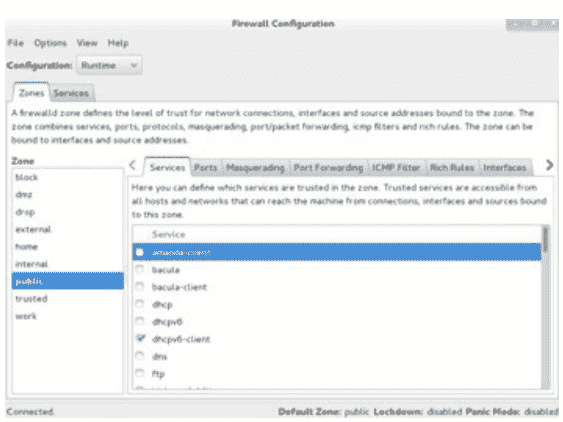 Firewall Configuration
File Options View Help
Configuration: Runtime
Zones Services
A firewalld zone defines the level of trust for network connections, interfaces and source addresses bound to the zone. The
zone combines services, ports, protocols, masquerading, port/packet forwarding, icmp filters and rich rules. The zone can be
bound to interfaces and source addresses.
Zone
block
dmz
drop
external
home
internal
public
trusted
work
Services Ports Masquerading Port Forwarding ICMP Filter Rich Rules Interfaces
Here you can define which services are trusted in the zone. Trusted services are accessible from
all hosts and networks that can reach the machine from connections, interfaces and sources bound
to this zone.
Service
amanda-client
bacula
bacula-client
dhcp
dhcpv6
dhcpv6-client
dns
ftp
Connected.
Default Zone: public Lockdown: disabled Panic Mode: disabled